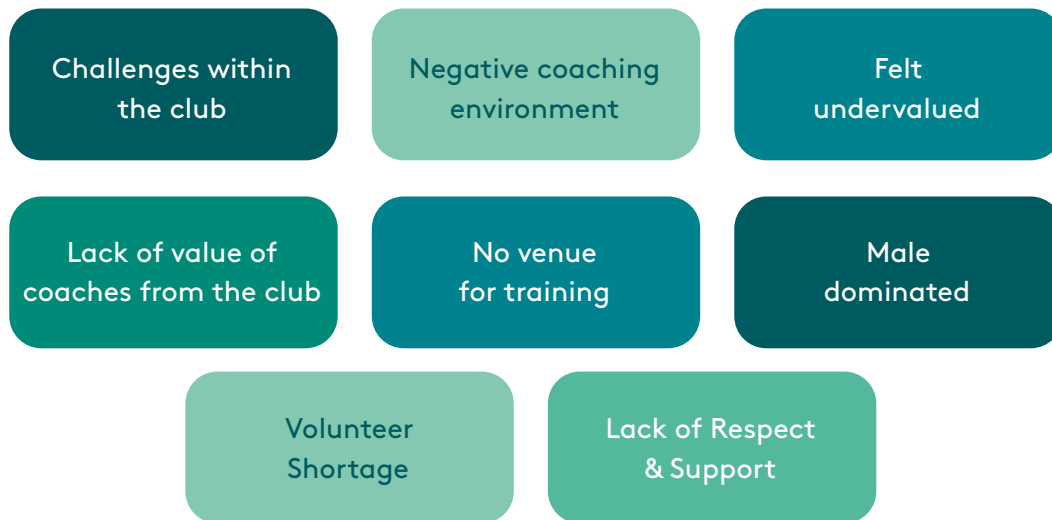 Challenges within
the club
Negative coaching
environment
Felt
undervalued
Lack of value of
coaches from the club
No venue
for training
Male
dominated
Volunteer
Shortage
Lack of Respect
& Support